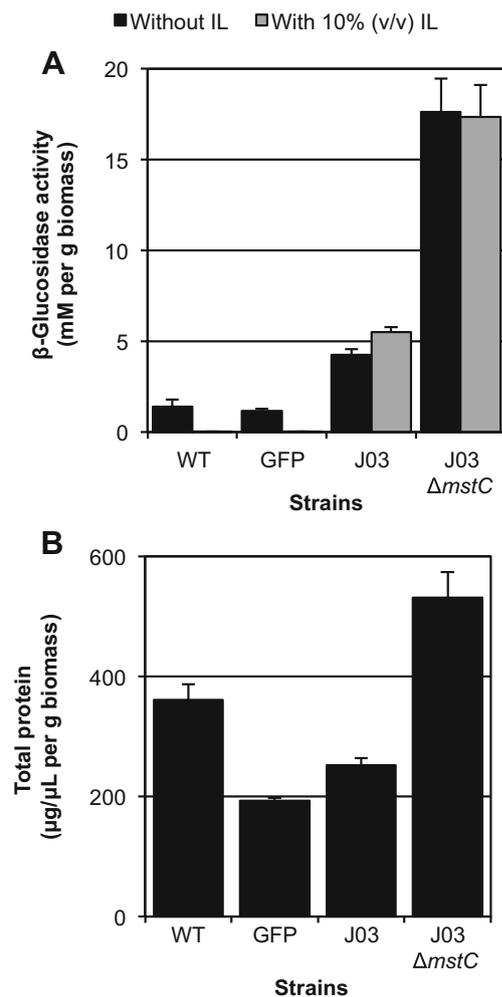 Without IL With 10% (v/v) IL
A
β-Glucosidase activity
(mM per g biomass)
20
15
10
5
0
WT GFP J03 J03
ΔmstC
Strains
B
Total protein
(µg/µL per g biomass)
600
400
200
0
WT GFP J03 J03
ΔmstC
Strains